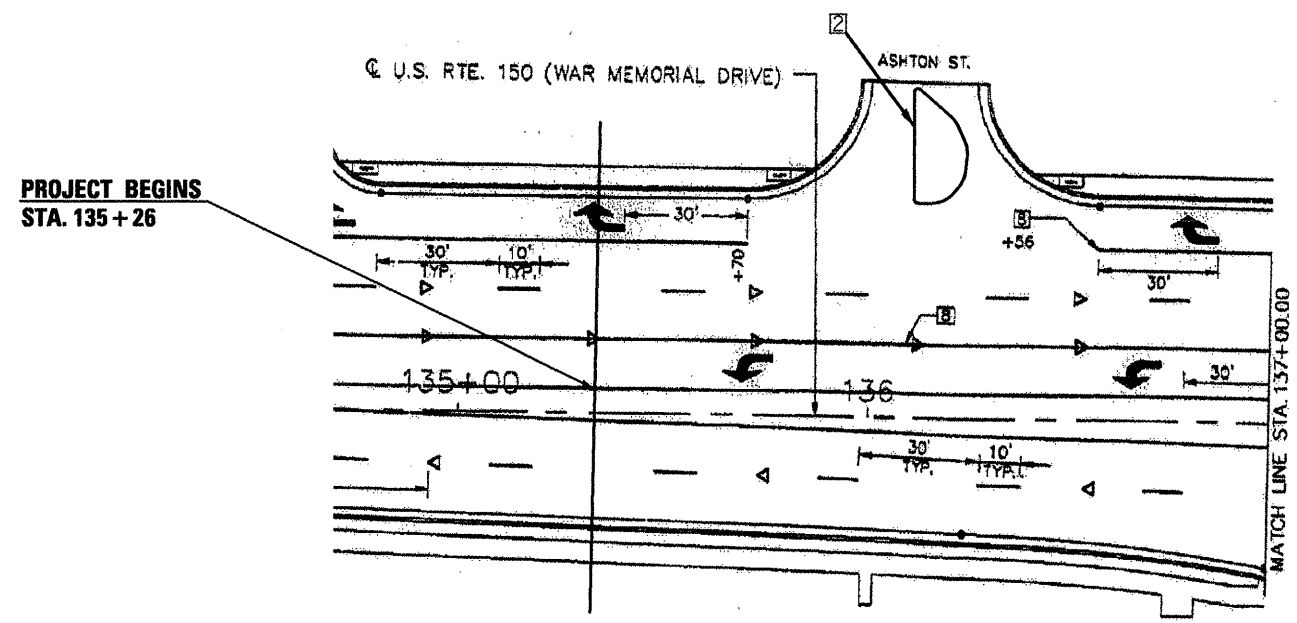 2
ASHTON ST.
℄ U.S. RTE. 150 (WAR MEMORIAL DRIVE)
PROJECT BEGINS
STA. 135 + 26
30'
8
+56
30'
TYP.
10'
TYP.
+70
30'
8
135+00
136
30'
30'
TYP.
10'
TYP.
MATCH LINE STA. 137+00.00